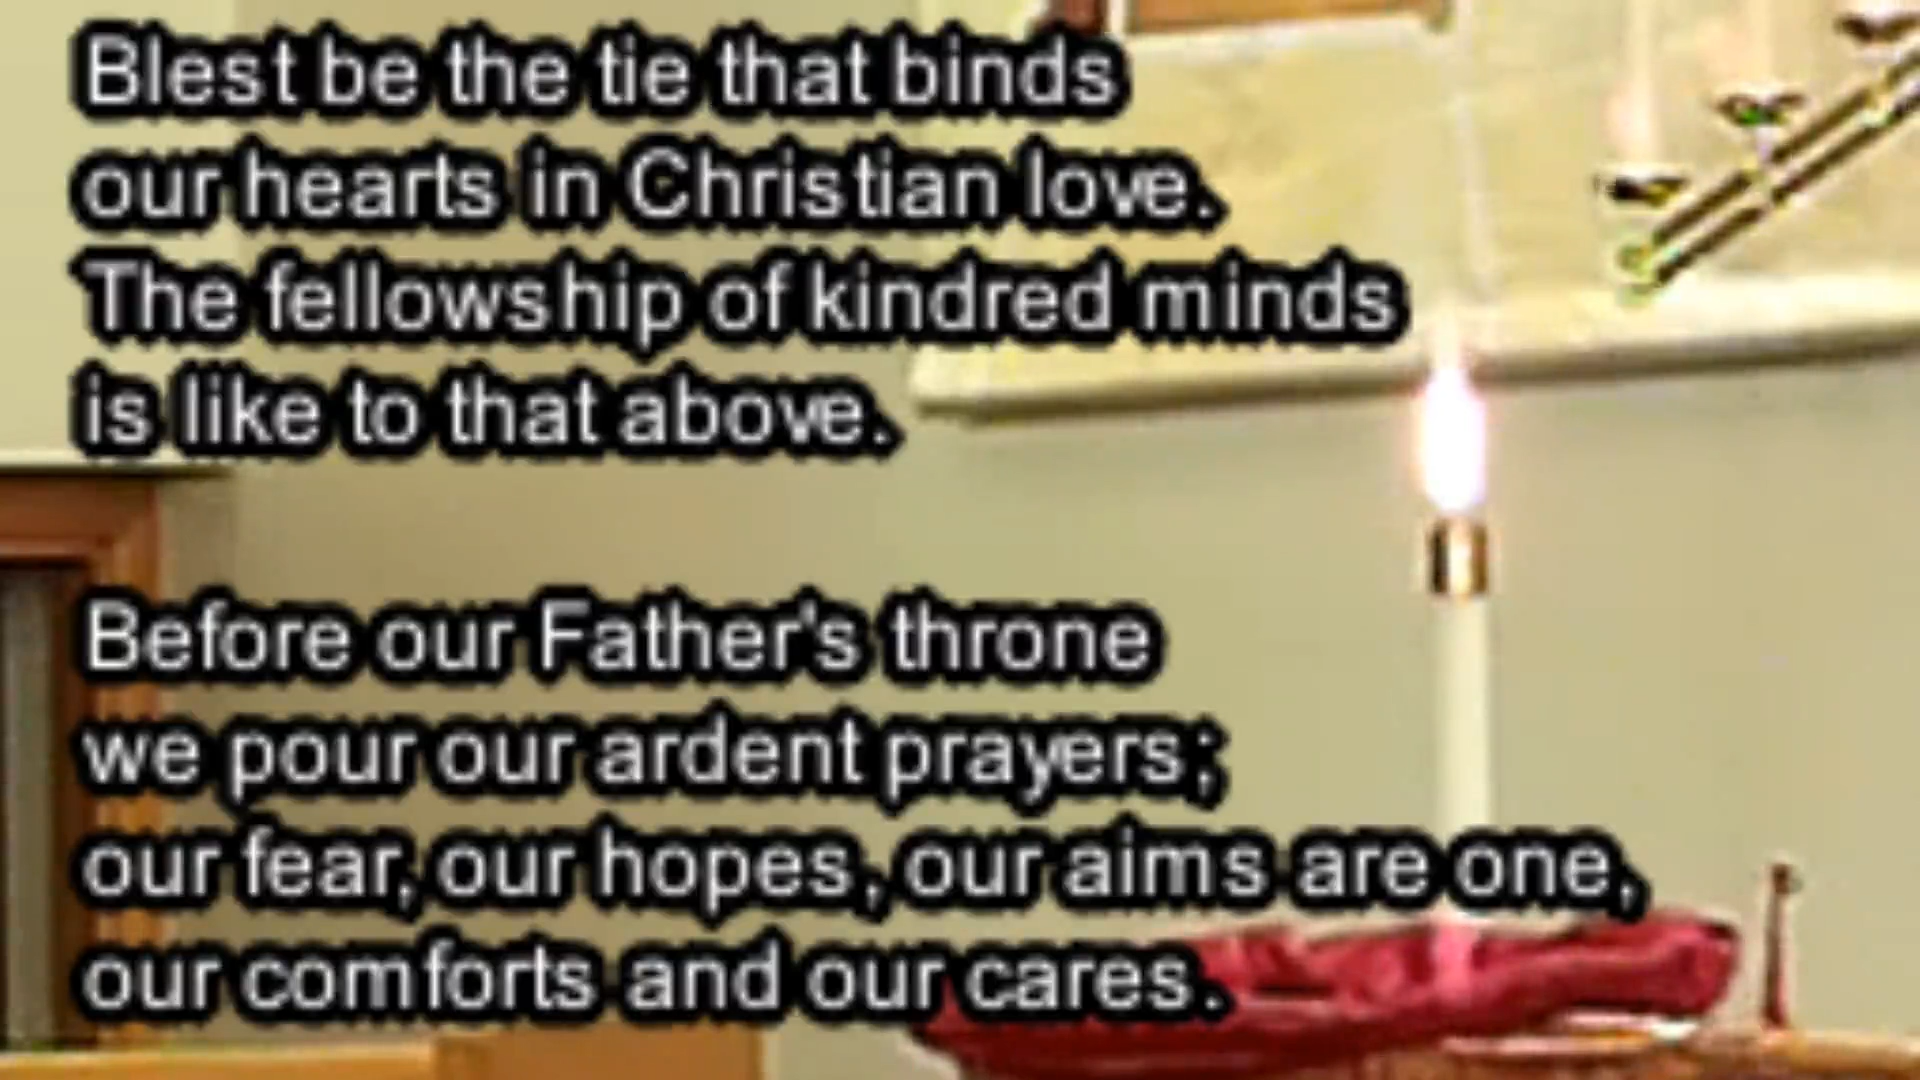 Blest be the tie that binds
our hearts in Christian love.
The fellowship of kindred minds
is like to that above.
Before our Father's throne
we pour our ardent prayers;
our fear, our hopes, our aims are one,
our comforts and our cares.